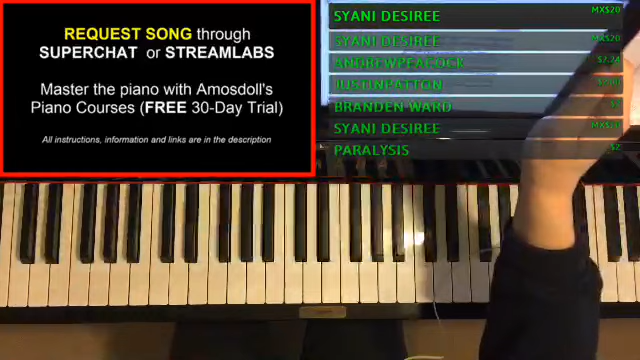 REQUEST SONG through
SUPERCHAT or STREAMLABS
Master the piano with Amosdoll's
Piano Courses (FREE 30-Day Trial)
All instructions, information and links are in the description
SYANI DESIREE MX$20
SYANI DESIREE MX$20
ANDREWPEACOCK
JUSTINEATTON
BRANDEN WARD
SYANI DESIREE
PARALYSIS $2